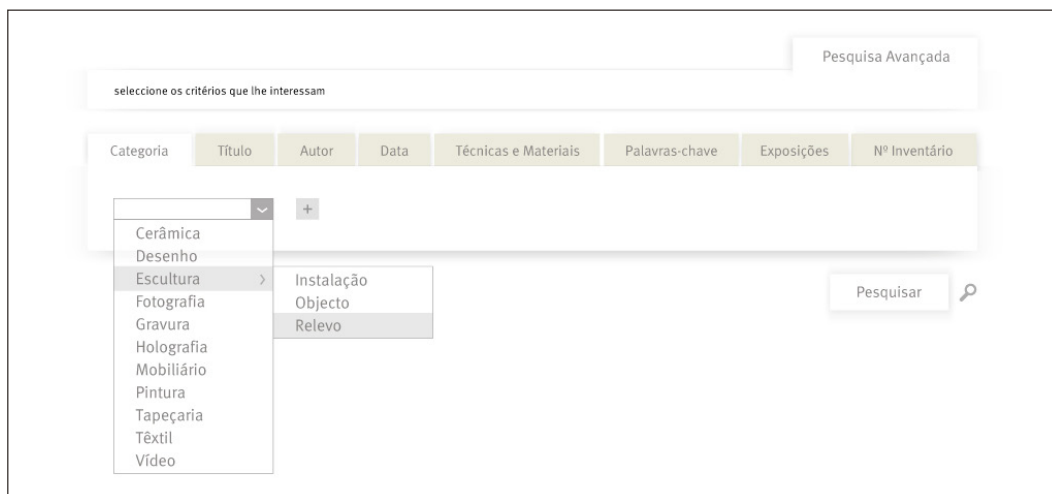 Pesquisa Avançada
seleccione os critérios que lhe interessam
Categoria Título Autor Data Técnicas e Materiais Palavras-chave Exposições Nº Inventário
+
Cerâmica
Desenho
Escultura >
Fotografia
Gravura
Holografia
Mobiliário
Pintura
Tapeçaria
Têxtil
Vídeo
Instalação
Objecto
Relevo
Pesquisar